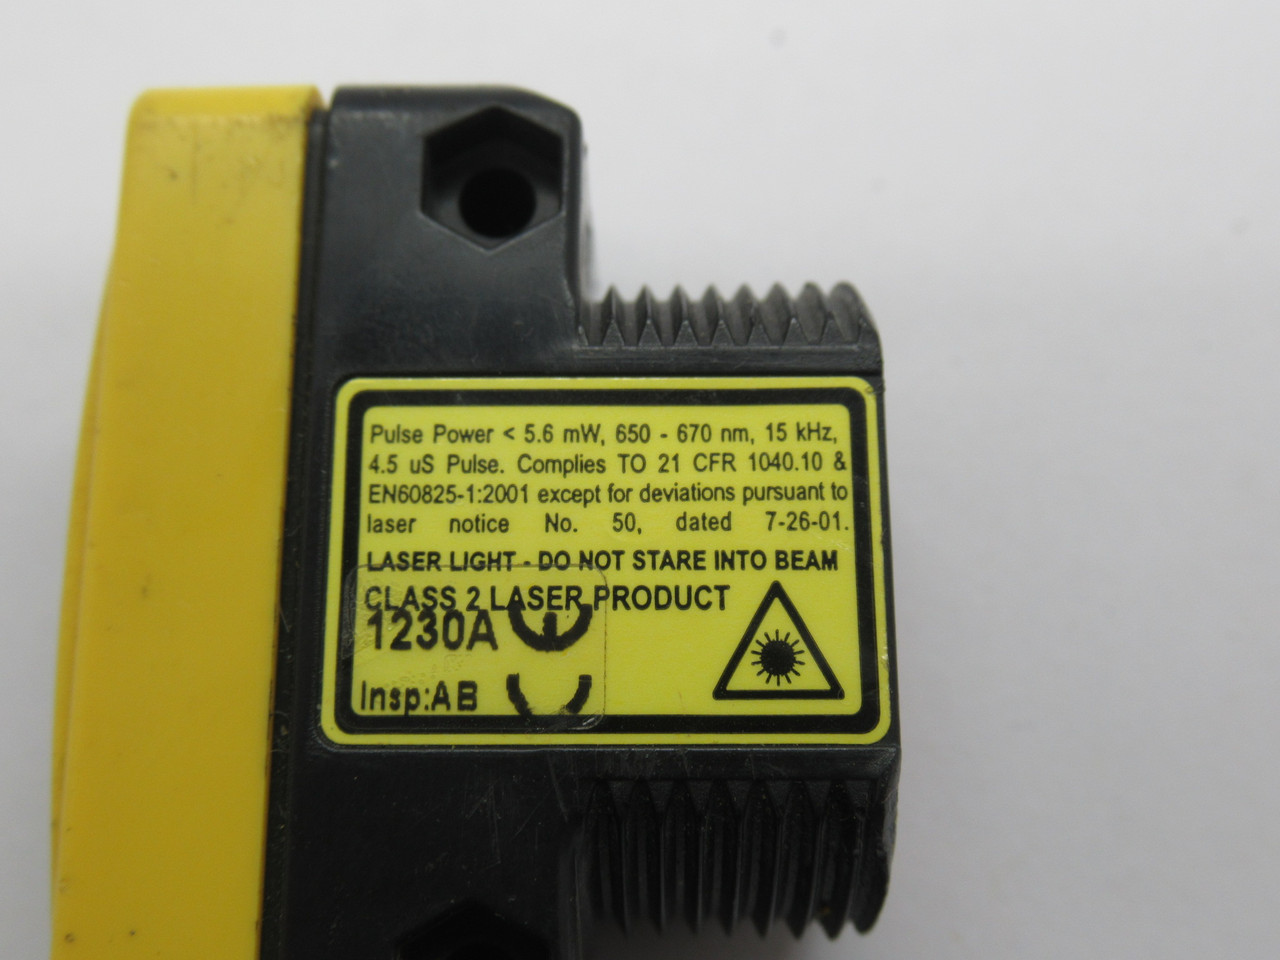 Pulse Power < 5.6 mW, 650 - 670 nm, 15 kHz,
4.5 uS Pulse. Complies TO 21 CFR 1040.10 &
EN60825-1:2001 except for deviations pursuant to
laser notice No. 50, dated 7-26-01.
LASER LIGHT - DO NOT STARE INTO BEAM
CLASS 2 LASER PRODUCT
1230A CE
Insp:AB